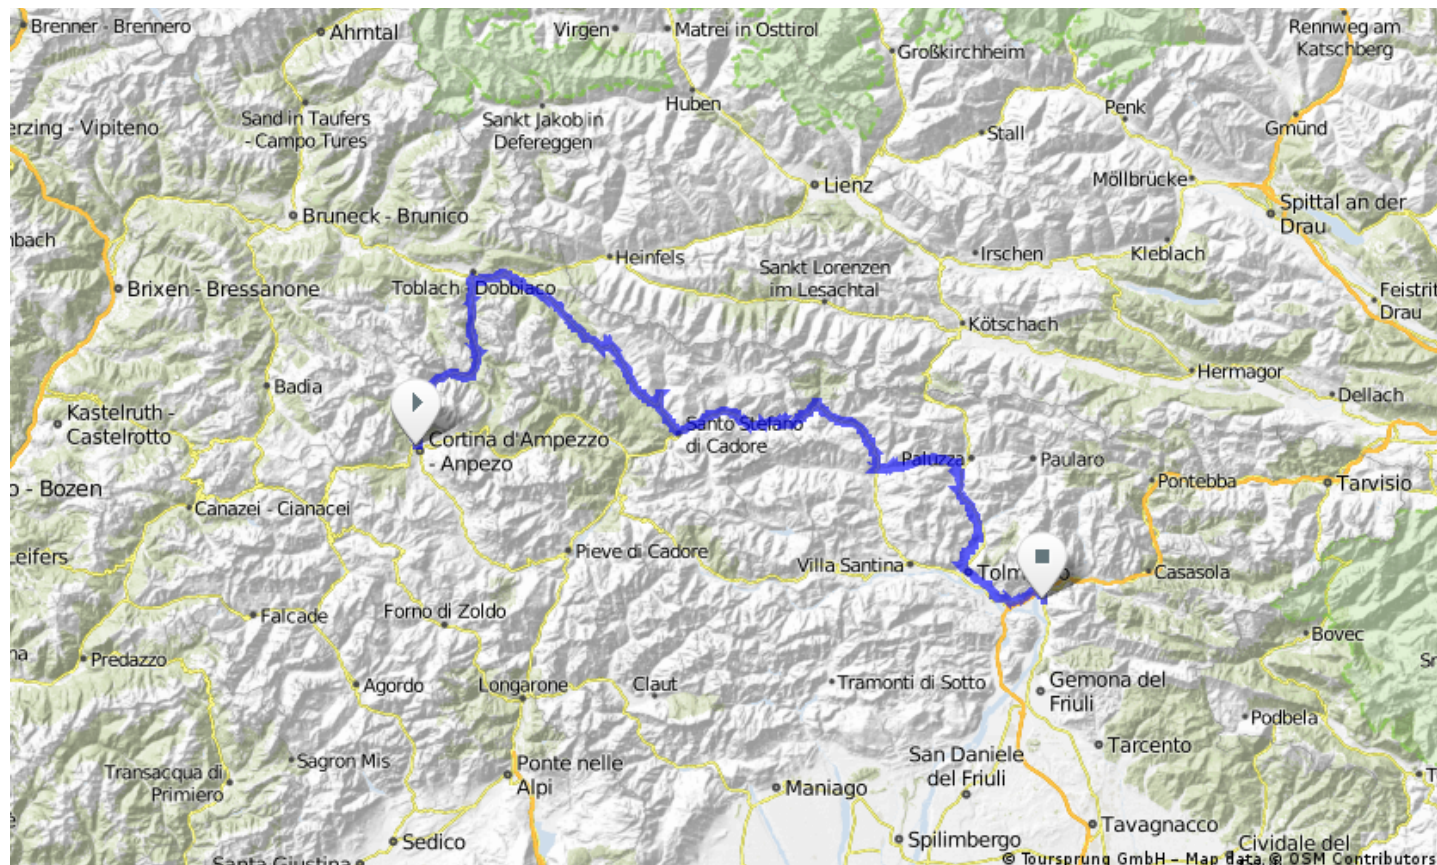 Brenner - Brennero
Ahrntal
Virgen
Matrei in Osttirol
Großkirchheim
Rennweg am
Katschberg
Huben
Penk
Gmünd
erzing - Vipiteno
Sand in Taufers
- Campo Tures
Sankt Jakob in
Defereggen
Stall
Lienz
Möllbrücke
Spittal an der
Drau
Bruneck - Brunico
nbach
Heinfels
Irschen
Kleblach
Brixen - Bressanone
Toblach - Dobbiaco
Sankt Lorenzen
im Lesachtal
Feistrit
Drau
Kötschach
Badia
Hermagor
Dellach
Kastelruth -
Castelrotto
Cortina d'Ampezzo
- Anpezo
Santo Stefano
di Cadore
Paluzza
Paularo
Pontebba
Tarvisio
o - Bozen
Canazei - Cianacei
eifers
Pieve di Cadore
Villa Santina
Casasola
Falcade
Forno di Zoldo
Bovec
na
Predazzo
Agordo
Longarone
Claut
Tramonti di Sotto
Gemona del
Friuli
Podbela
Sagron Mis
Transacqua di
Primiero
Ponte nelle
Alpi
San Daniele
del Friuli
Tarcento
Maniago
Sedico
Spilimbergo
Tavagnacco
Santa Giustina
Cividale del
© Toursprung GmbH – Map data © OSM Contributors